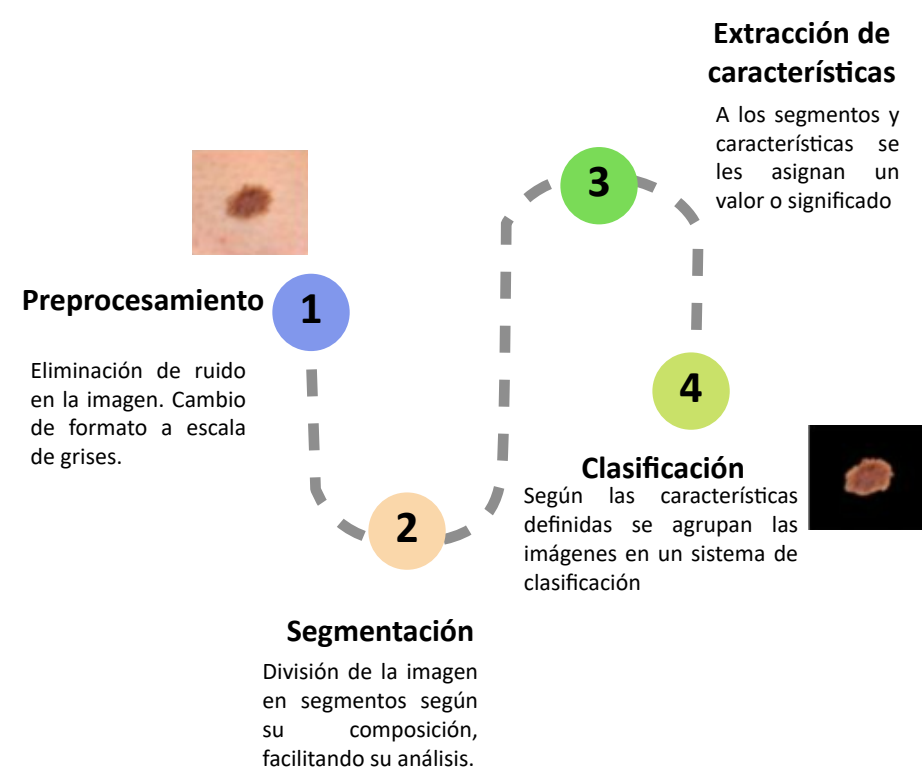 Preprocesamiento
1
Eliminación de ruido
en la imagen. Cambio
de formato a escala
de grises.
2
Segmentación
División de la imagen
en segmentos según
su composición,
facilitando su análisis.
3
Extracción de
características
A los segmentos y
características se
les asignan un
valor o significado
4
Clasificación
Según las características
definidas se agrupan las
imágenes en un sistema de
clasificación